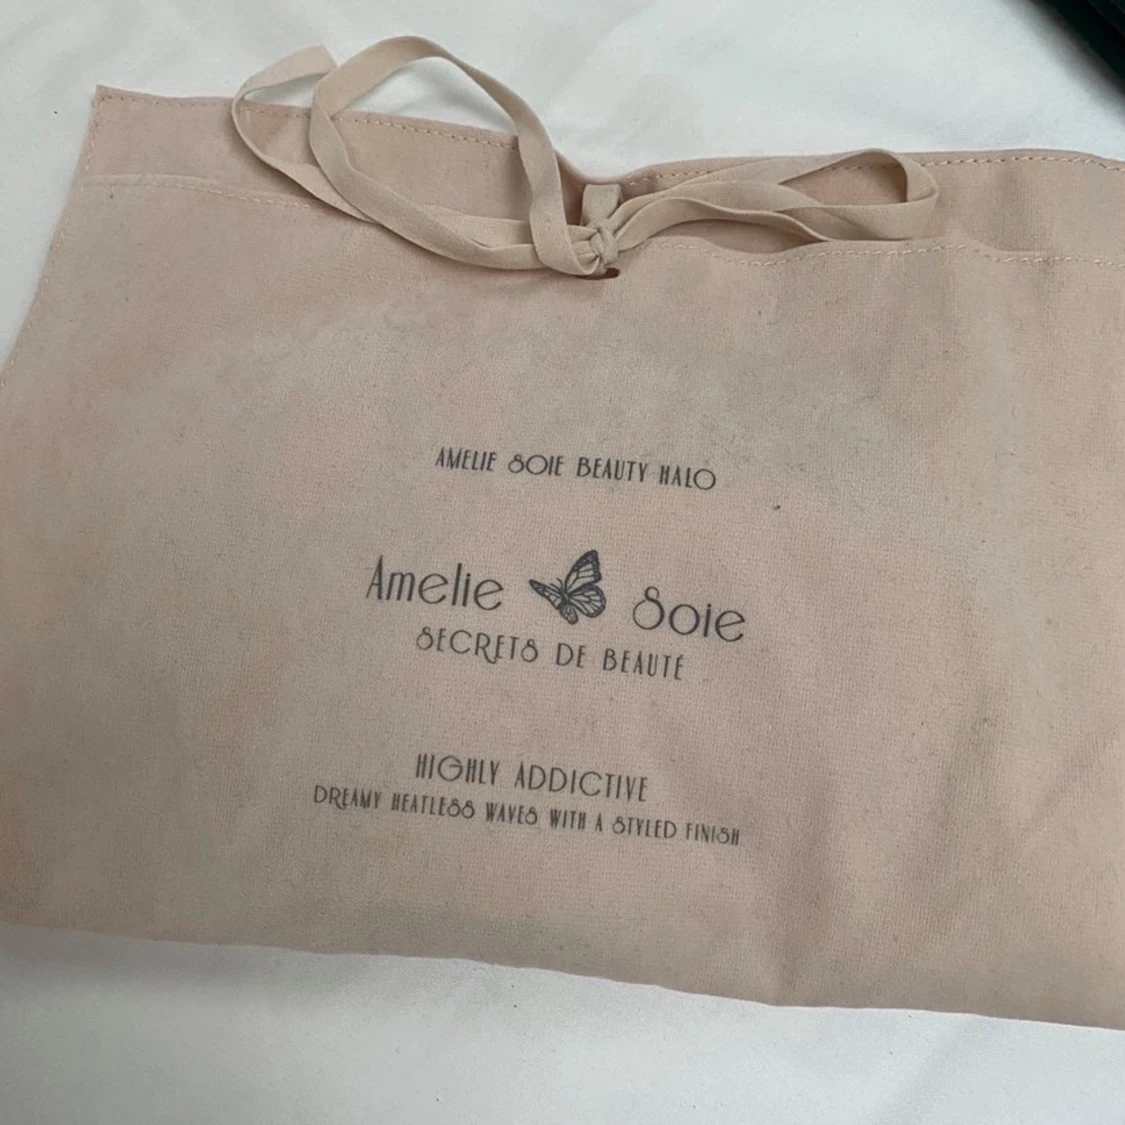 AMELIE SOIE BEAUTY HALO
Amelie Soie
SECRETS DE BEAUTÉ
HIGHLY ADDICTIVE
DREAMY HEATLESS WAVES WITH A STYLED FINISH